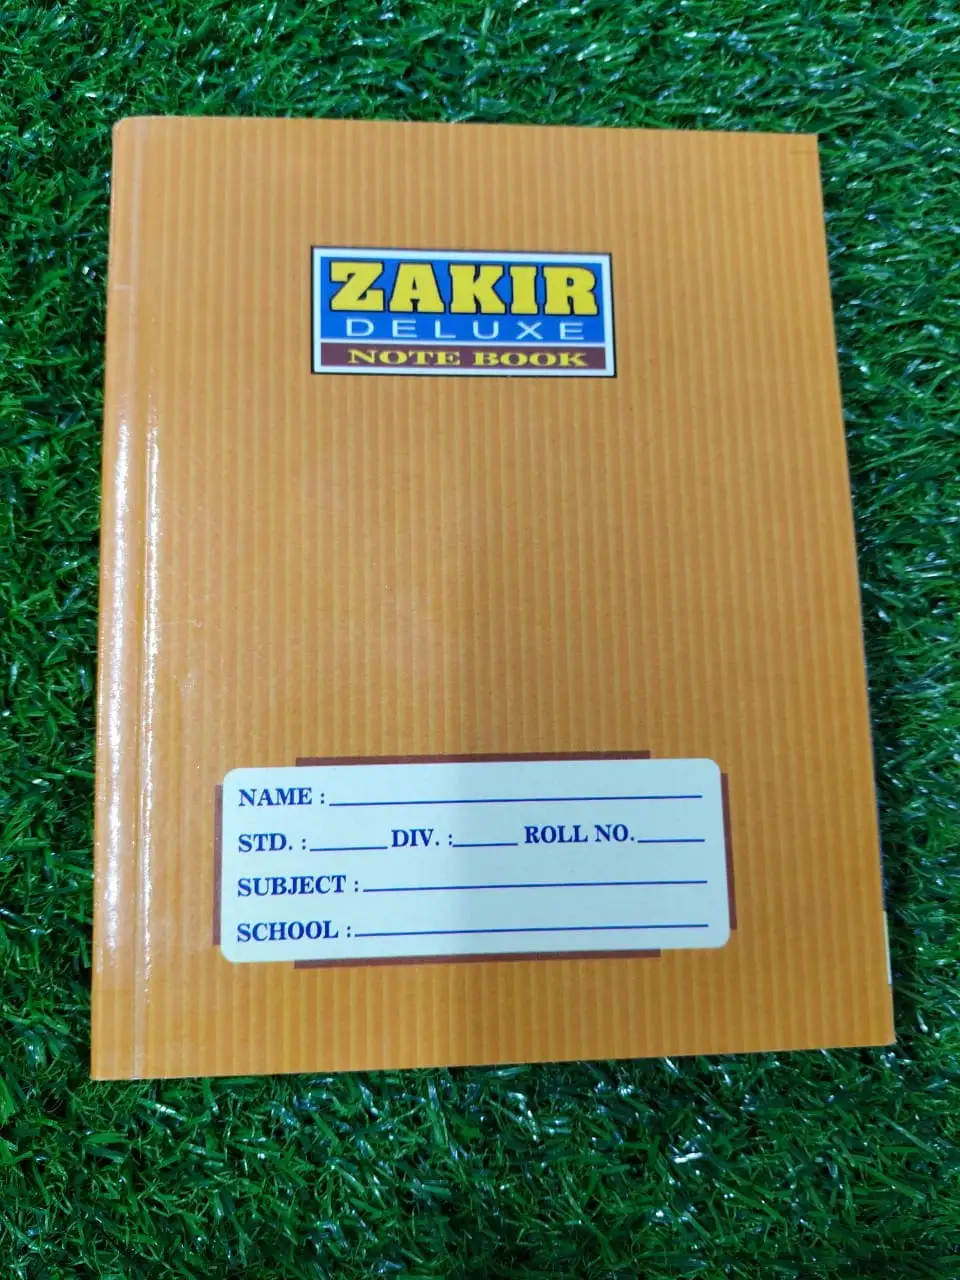 ZAKIR
DELUXE
NOTE BOOK
NAME :
STD. : DIV. : ROLL NO.
SUBJECT :
SCHOOL :